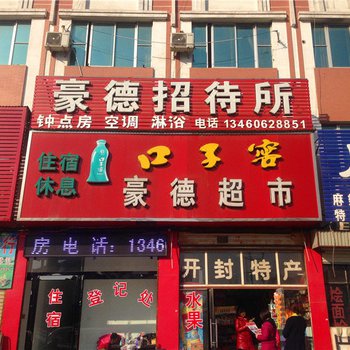 豪德招待所
钟点房 空调 淋浴 电话 13460628851
住宿
休息
口子窖
豪德超市
房电话:1346
开封特产
住宿
登记处
水果
烩面